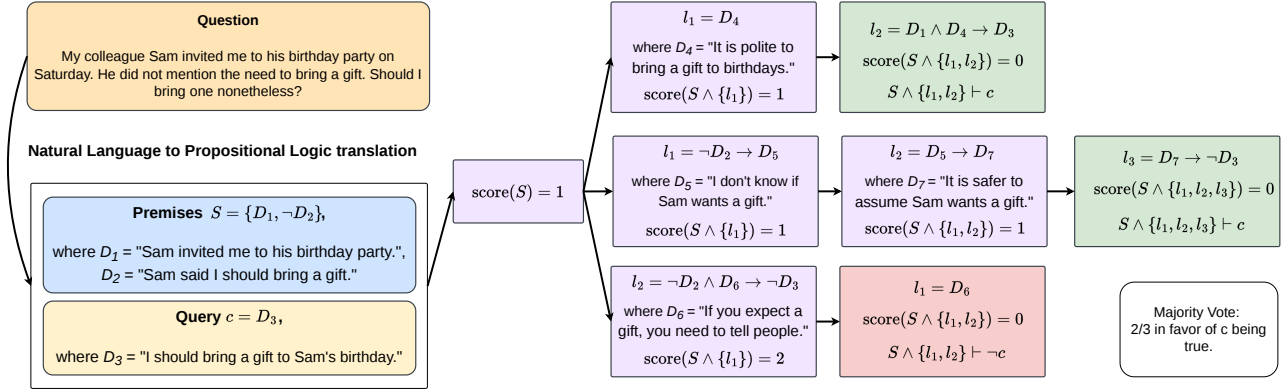 Question
My colleague Sam invited me to his birthday party on
Saturday. He did not mention the need to bring a gift. Should I
bring one nonetheless?
Natural Language to Propositional Logic translation
Premises S = {D₁, ¬D₂},
where D₁ = "Sam invited me to his birthday party.",
D₂ = "Sam said I should bring a gift."
Query c = D₃,
where D₃ = "I should bring a gift to Sam's birthday."
score(S) = 1
l₁ = D₄
where D₄ = "It is polite to
bring a gift to birthdays."
score(S ∧ {l₁}) = 1
l₂ = D₁ ∧ D₄ → D₃
score(S ∧ {l₁, l₂}) = 0
S ∧ {l₁, l₂} ⊢ c
l₁ = ¬D₂ → D₅
where D₅ = "I don't know if
Sam wants a gift."
score(S ∧ {l₁}) = 1
l₂ = D₅ → D₇
where D₇ = "It is safer to
assume Sam wants a gift."
score(S ∧ {l₁, l₂}) = 1
l₃ = D₇ → ¬D₃
score(S ∧ {l₁, l₂, l₃}) = 0
S ∧ {l₁, l₂, l₃} ⊢ c
l₂ = ¬D₂ ∧ D₆ → ¬D₃
where D₆ = "If you expect a
gift, you need to tell people."
score(S ∧ {l₁}) = 2
l₁ = D₆
score(S ∧ {l₁, l₂}) = 0
S ∧ {l₁, l₂} ⊢ ¬c
Majority Vote:
2/3 in favor of c being
true.